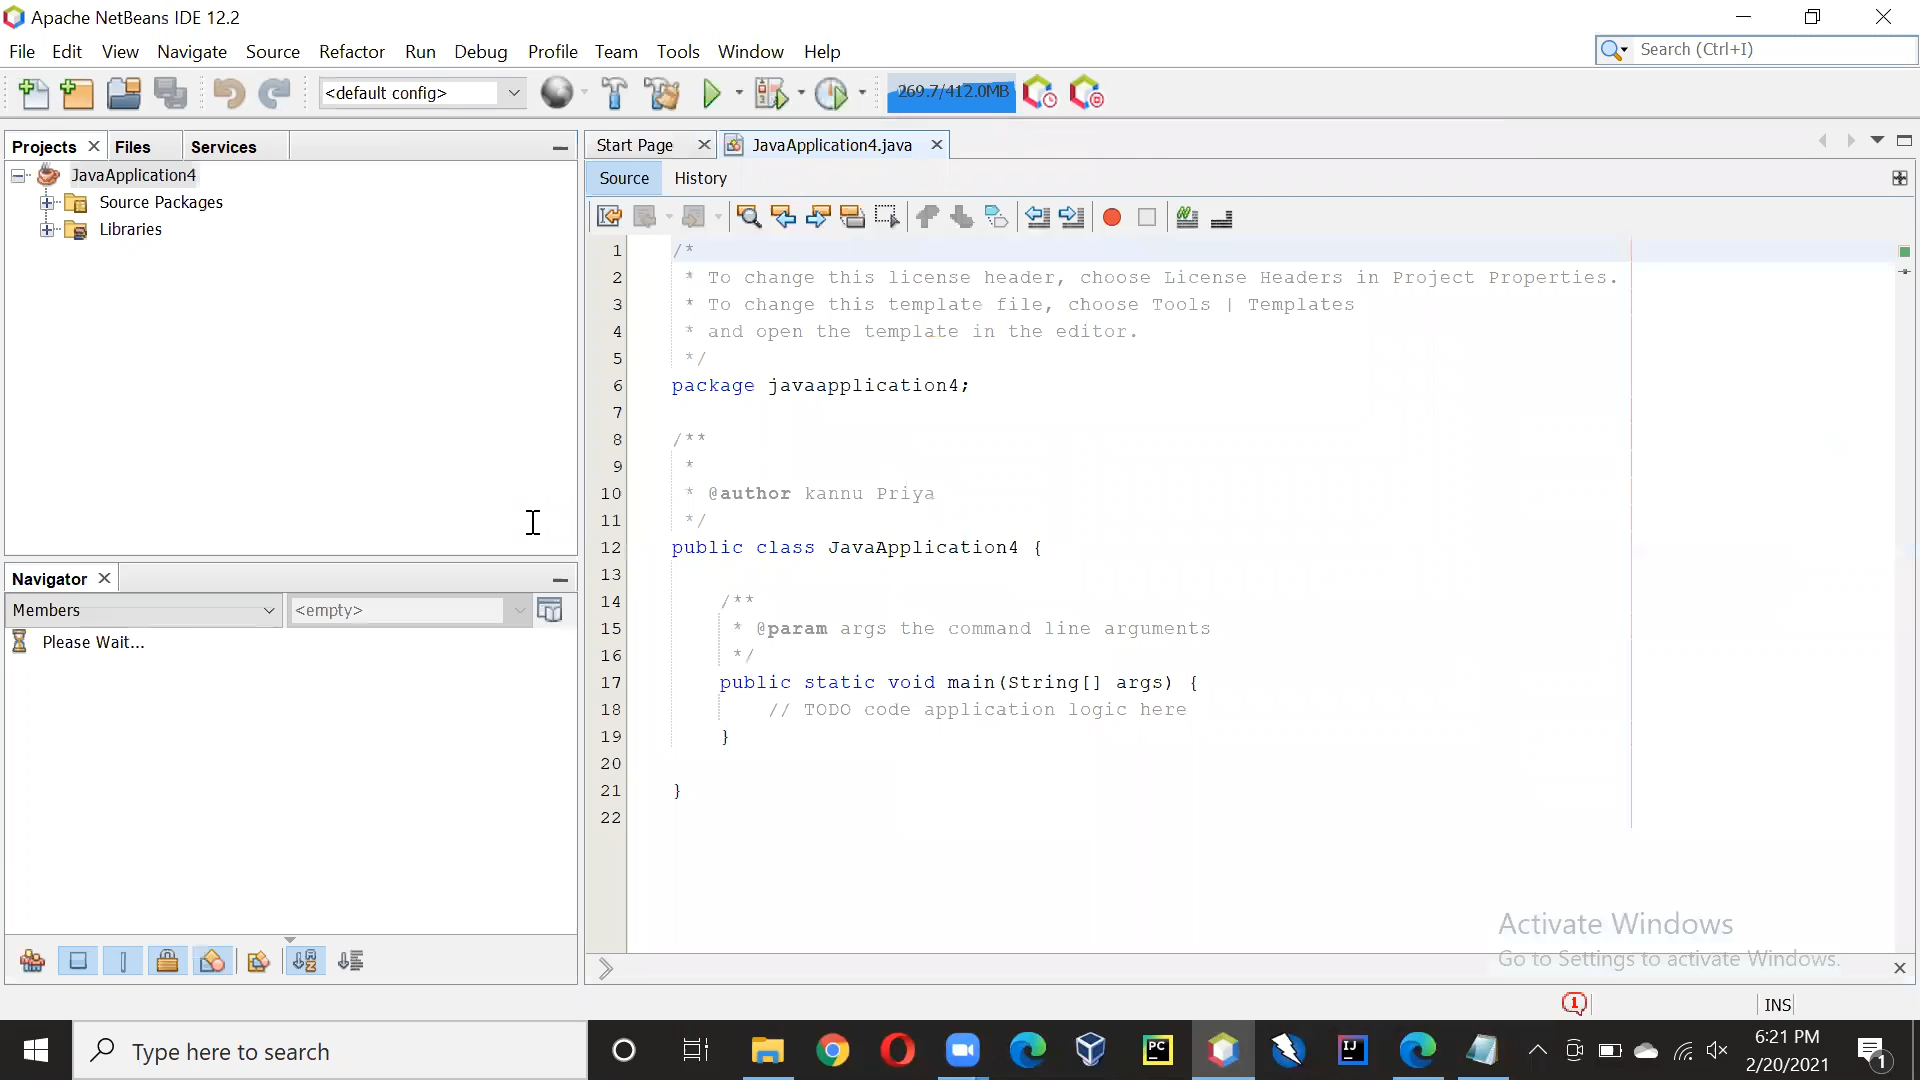 Apache NetBeans IDE 12.2
File Edit View Navigate Source Refactor Run Debug Profile Team Tools Window Help
Search (Ctrl+I)
<default config>
269.7/412.0MB
Projects Files Services
Start Page JavaApplication4.java
JavaApplication4
Source Packages
Libraries
Source History
1 /*
2 * To change this license header, choose License Headers in Project Properties.
3 * To change this template file, choose Tools | Templates
4 * and open the template in the editor.
5 */
6 package javaapplication4;
7
8 /**
9 *
10 * @author kannu Priya
11 */
12 public class JavaApplication4 {
13
14 /**
15 * @param args the command line arguments
16 */
17 public static void main(String[] args) {
18 // TODO code application logic here
19 }
20
21 }
22
Navigator
Members <empty>
Please Wait...
Activate Windows
Go to Settings to activate Windows.
1
INS
Type here to search
PC
IJ
6:21 PM
2/20/2021
1